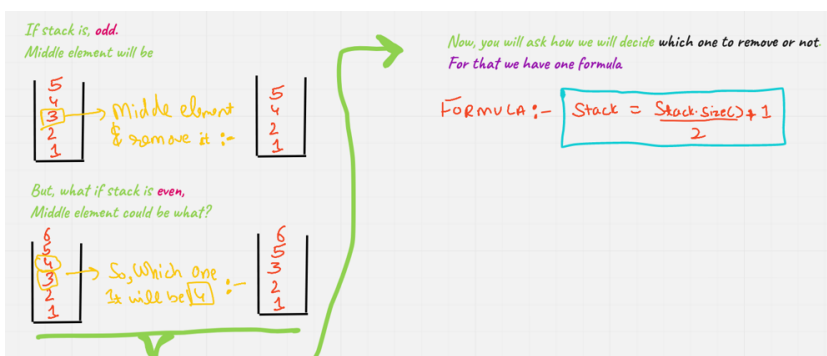 If stack is, odd.
Middle element will be
5
4
3
2
1
Midde element
& remove it :-
5
4
2
1
But, what if stack is even,
Middle element could be what?
6
5
4
3
2
1
So, Which one
It will be 4 :-
6
5
3
2
1
Now, you will ask how we will decide which one to remove or not
For that we have one formula
FORMULA :- Stack = Stack.Size() + 1
2